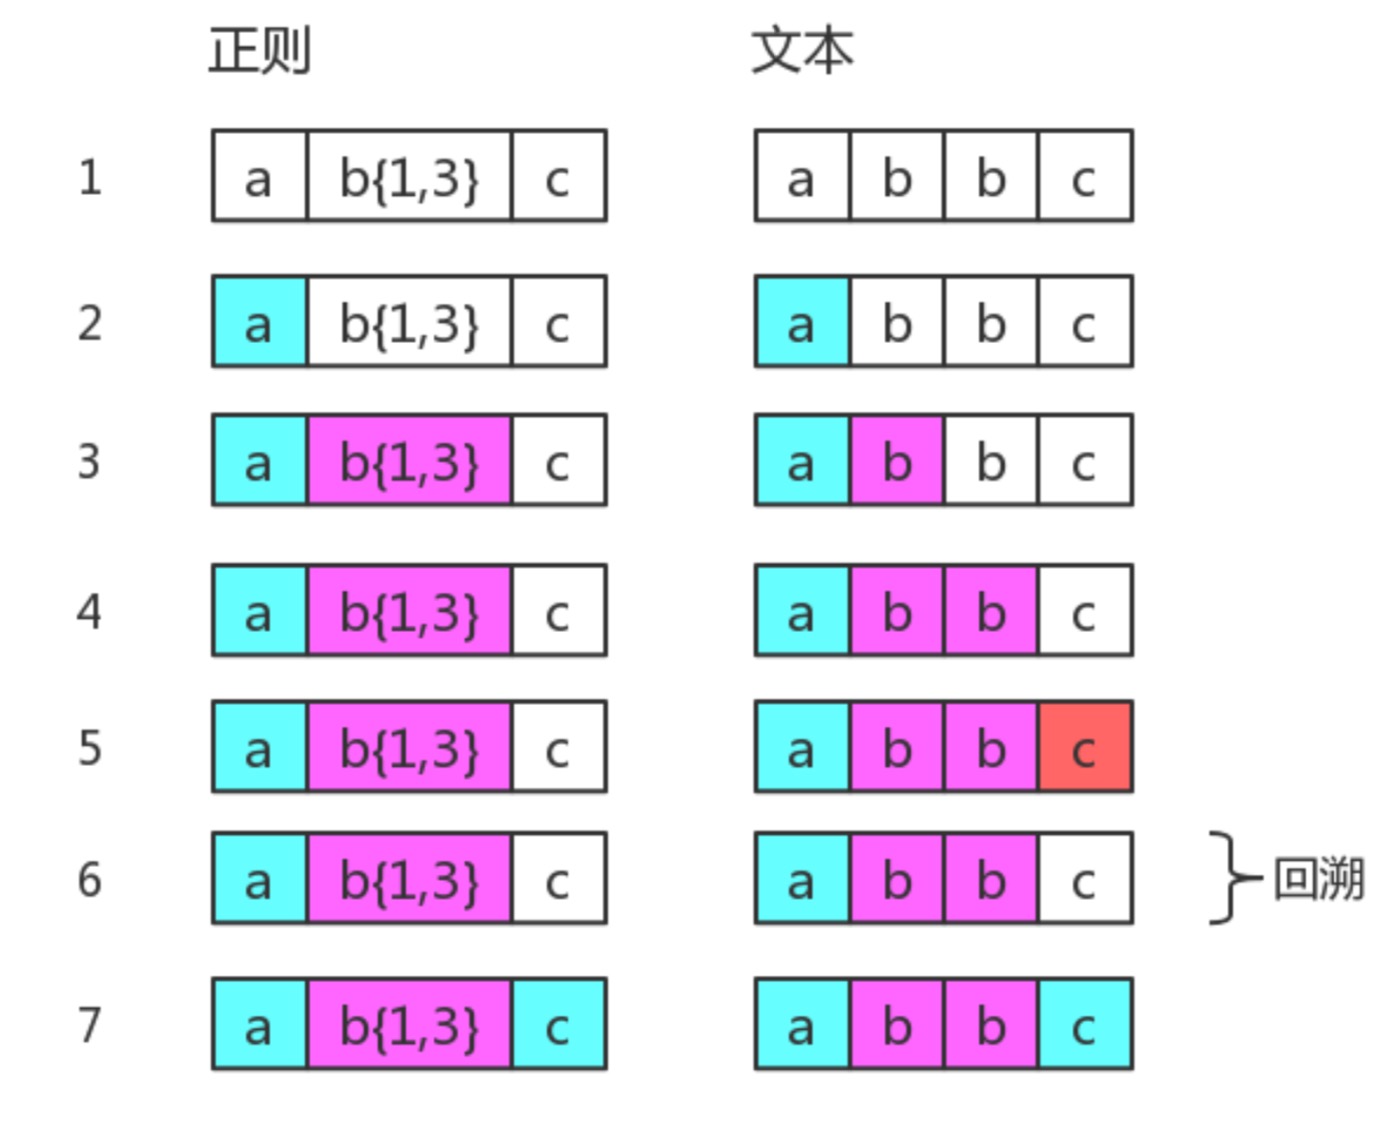 正则 文本
1 a b{1,3} c a b b c
2 a b{1,3} c a b b c
3 a b{1,3} c a b b c
4 a b{1,3} c a b b c
5 a b{1,3} c a b b c
6 a b{1,3} c a b b c 回溯
7 a b{1,3} c a b b c